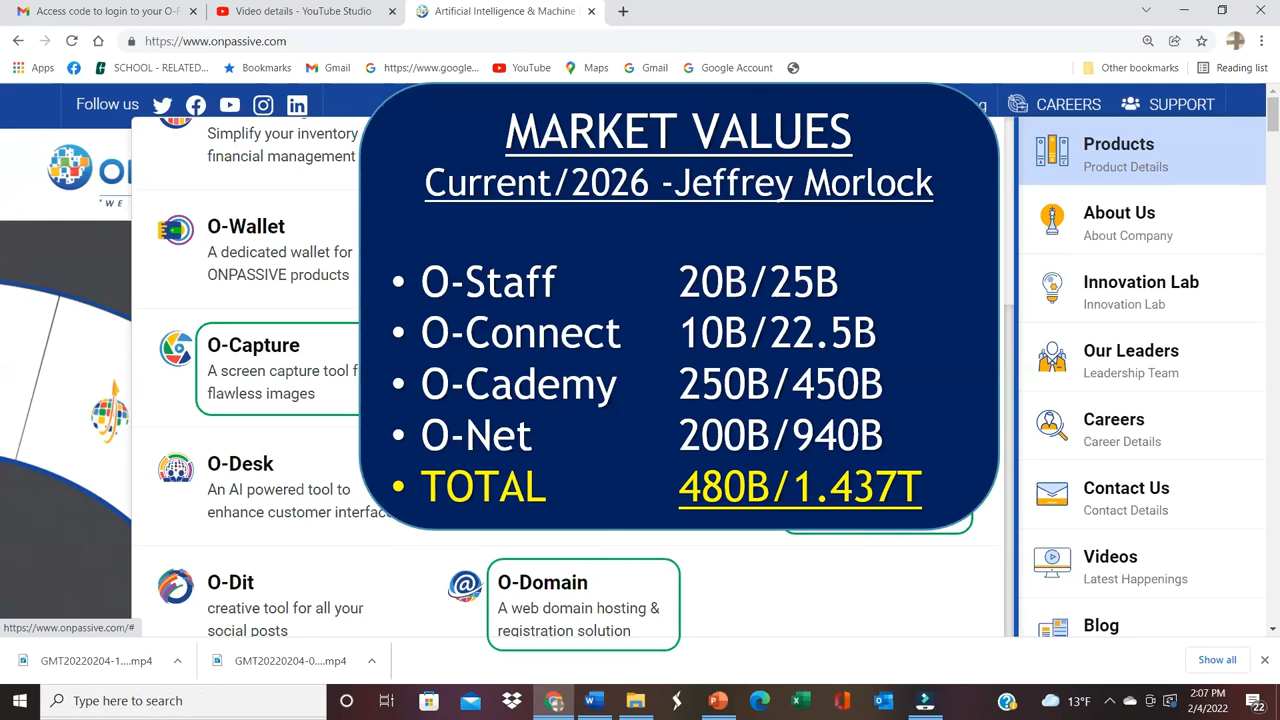 Access code to login to your O-F
Video details - YouTube Studio
Artificial Intelligence & Machine
https://www.onpassive.com
Apps
SCHOOL - RELATED...
Bookmarks
Gmail
https://www.google...
YouTube
Maps
Gmail
Google Account
Other bookmarks
Reading list
Follow us
CAREERS
SUPPORT
Simplify your inventory
financial management
O-Wallet
A dedicated wallet for
ONPASSIVE products
O-Capture
A screen capture tool f
flawless images
O-Desk
An AI powered tool to
enhance customer interfac
O-Dit
creative tool for all your
social posts
O-Domain
A web domain hosting &
registration solution
MARKET VALUES
Current/2026 -Jeffrey Morlock
• O-Staff 20B/25B
• O-Connect 10B/22.5B
• O-Cademy 250B/450B
• O-Net 200B/940B
• TOTAL 480B/1.437T
Products
Product Details
About Us
About Company
Innovation Lab
Innovation Lab
Our Leaders
Leadership Team
Careers
Career Details
Contact Us
Contact Details
Videos
Latest Happenings
Blog
https://www.onpassive.com/#
GMT20220204-1....mp4
GMT20220204-0....mp4
Show all
Type here to search
13°F
2:07 PM
2/4/2022
22